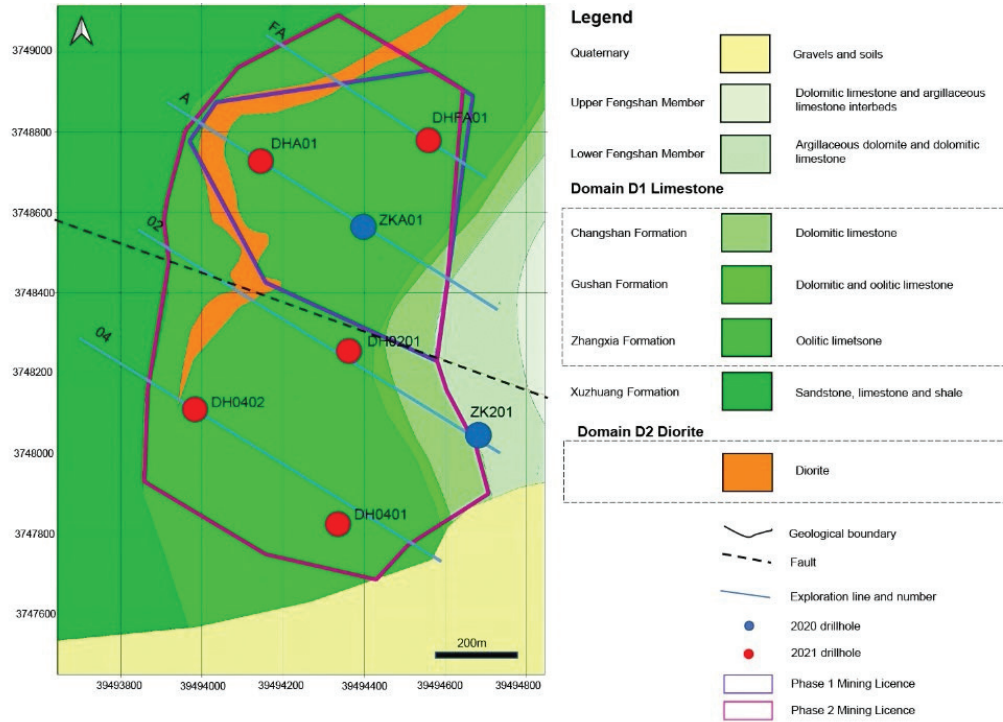 3749000
3748800
3748600
3748400
3748200
3748000
3747800
3747600
39493800
39494000
39494200
39494400
39494600
39494800
FA
A
02
04
DHFA01
DHA01
ZKA01
DH0201
DH0402
ZK201
DH0401
200m
Legend
Quaternary
Gravels and soils
Upper Fengshan Member
Dolomitic limestone and argillaceous
limestone interbeds
Lower Fengshan Member
Argillaceous dolomite and dolomitic
limestone
Domain D1 Limestone
Changshan Formation
Dolomitic limestone
Gushan Formation
Dolomitic and oolitic limestone
Zhangxia Formation
Oolitic limetsone
Xuzhuang Formation
Sandstone, limestone and shale
Domain D2 Diorite
Diorite
Geological boundary
Fault
Exploration line and number
2020 drillhole
2021 drillhole
Phase 1 Mining Licence
Phase 2 Mining Licence